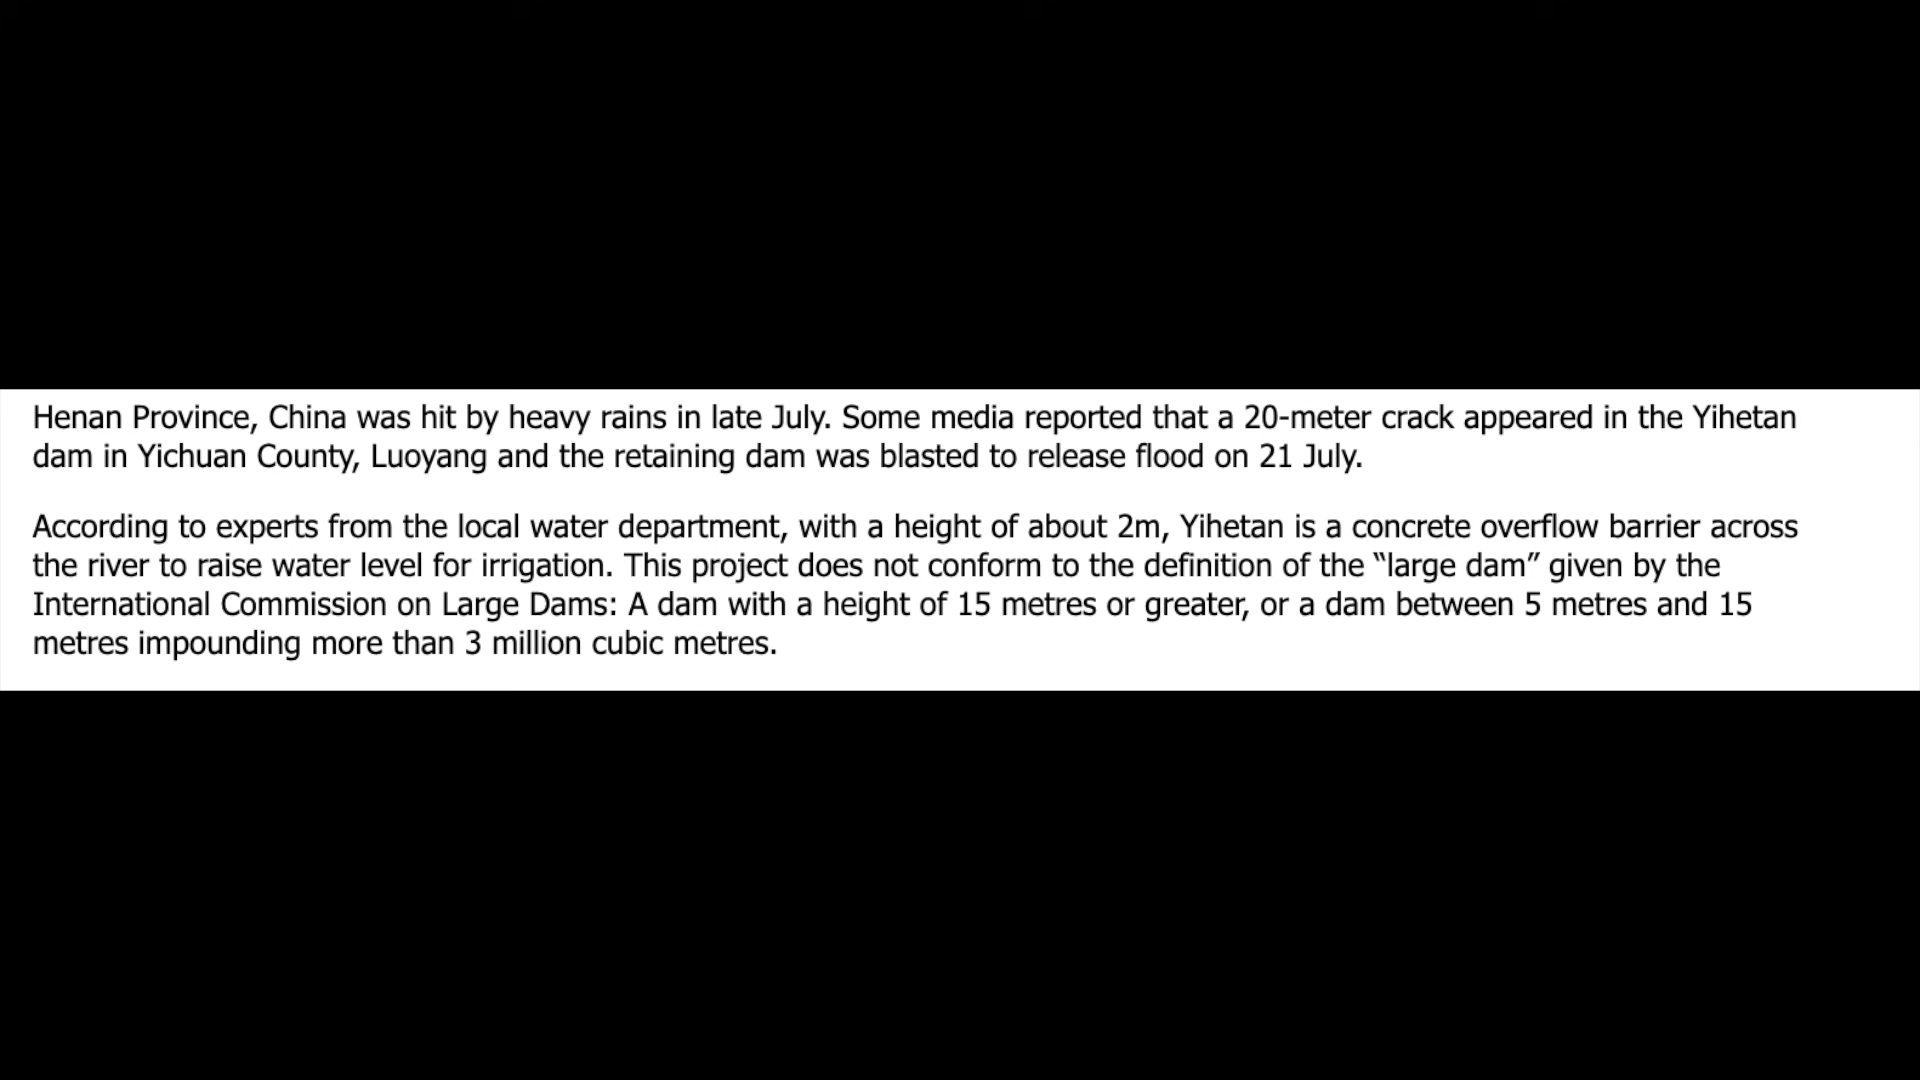 Henan Province, China was hit by heavy rains in late July. Some media reported that a 20-meter crack appeared in the Yihetan
dam in Yichuan County, Luoyang and the retaining dam was blasted to release flood on 21 July.
According to experts from the local water department, with a height of about 2m, Yihetan is a concrete overflow barrier across
the river to raise water level for irrigation. This project does not conform to the definition of the “large dam” given by the
International Commission on Large Dams: A dam with a height of 15 metres or greater, or a dam between 5 metres and 15
metres impounding more than 3 million cubic metres.